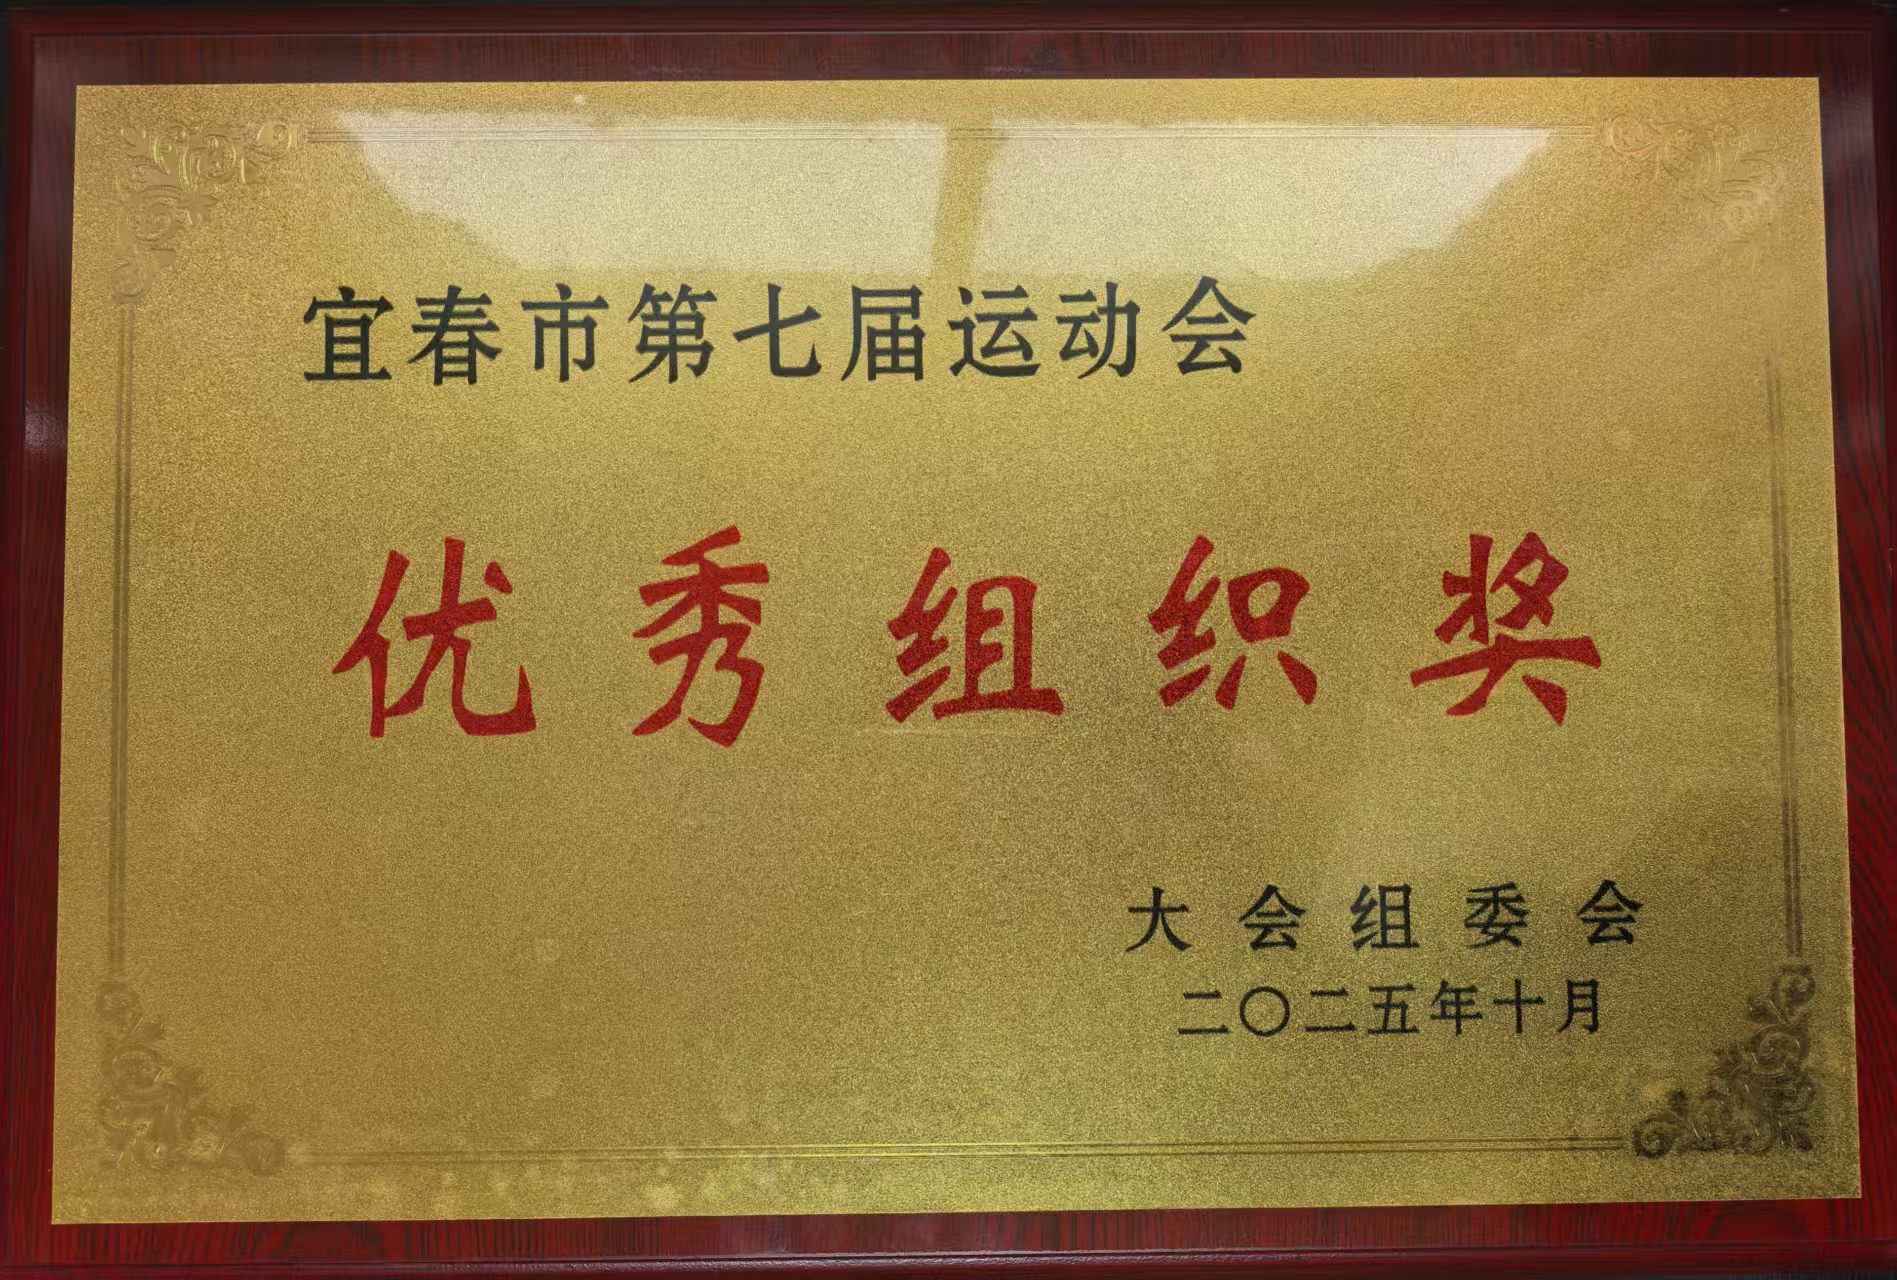 宜春市第七届运动会
优秀组织奖
大会组委会
二〇二五年十月